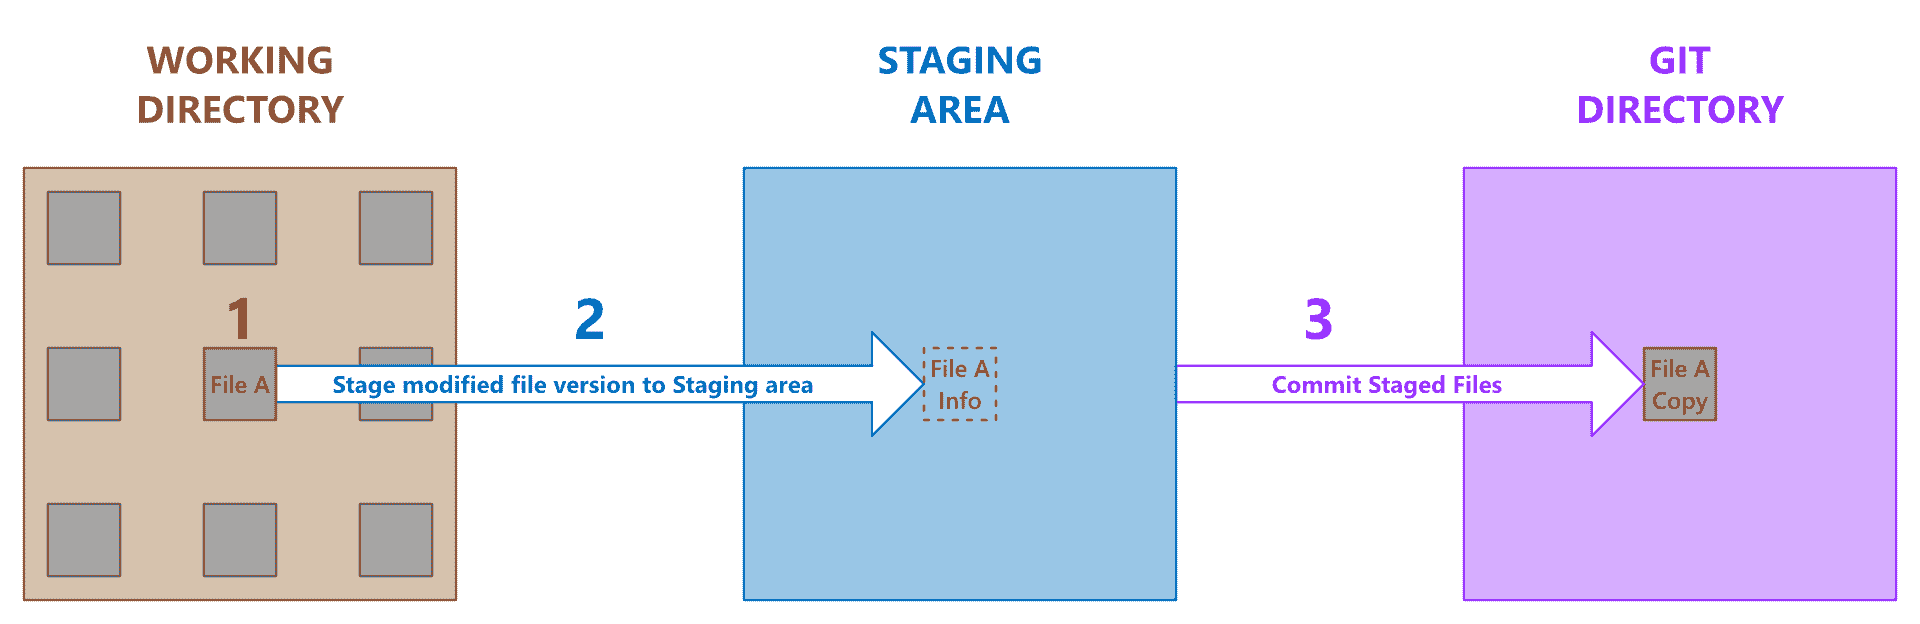 WORKING
DIRECTORY
STAGING
AREA
GIT
DIRECTORY
1
2
3
File A
Stage modified file version to Staging area
File A
Info
Commit Staged Files
File A
Copy